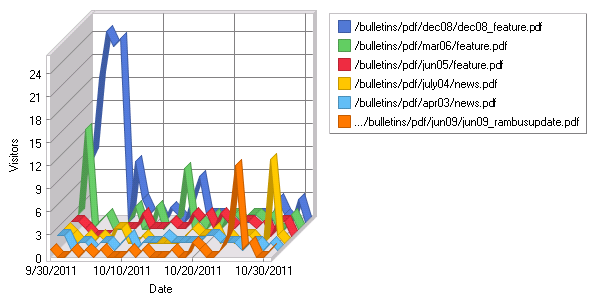 24
21
18
15
12
9
6
3
0
Visitors
9/30/2011 10/10/2011 10/20/2011 10/30/2011
Date
/bulletins/pdf/dec08/dec08_feature.pdf
/bulletins/pdf/mar06/feature.pdf
/bulletins/pdf/jun05/feature.pdf
/bulletins/pdf/july04/news.pdf
/bulletins/pdf/apr03/news.pdf
.../bulletins/pdf/jun09/jun09_rambusupdate.pdf